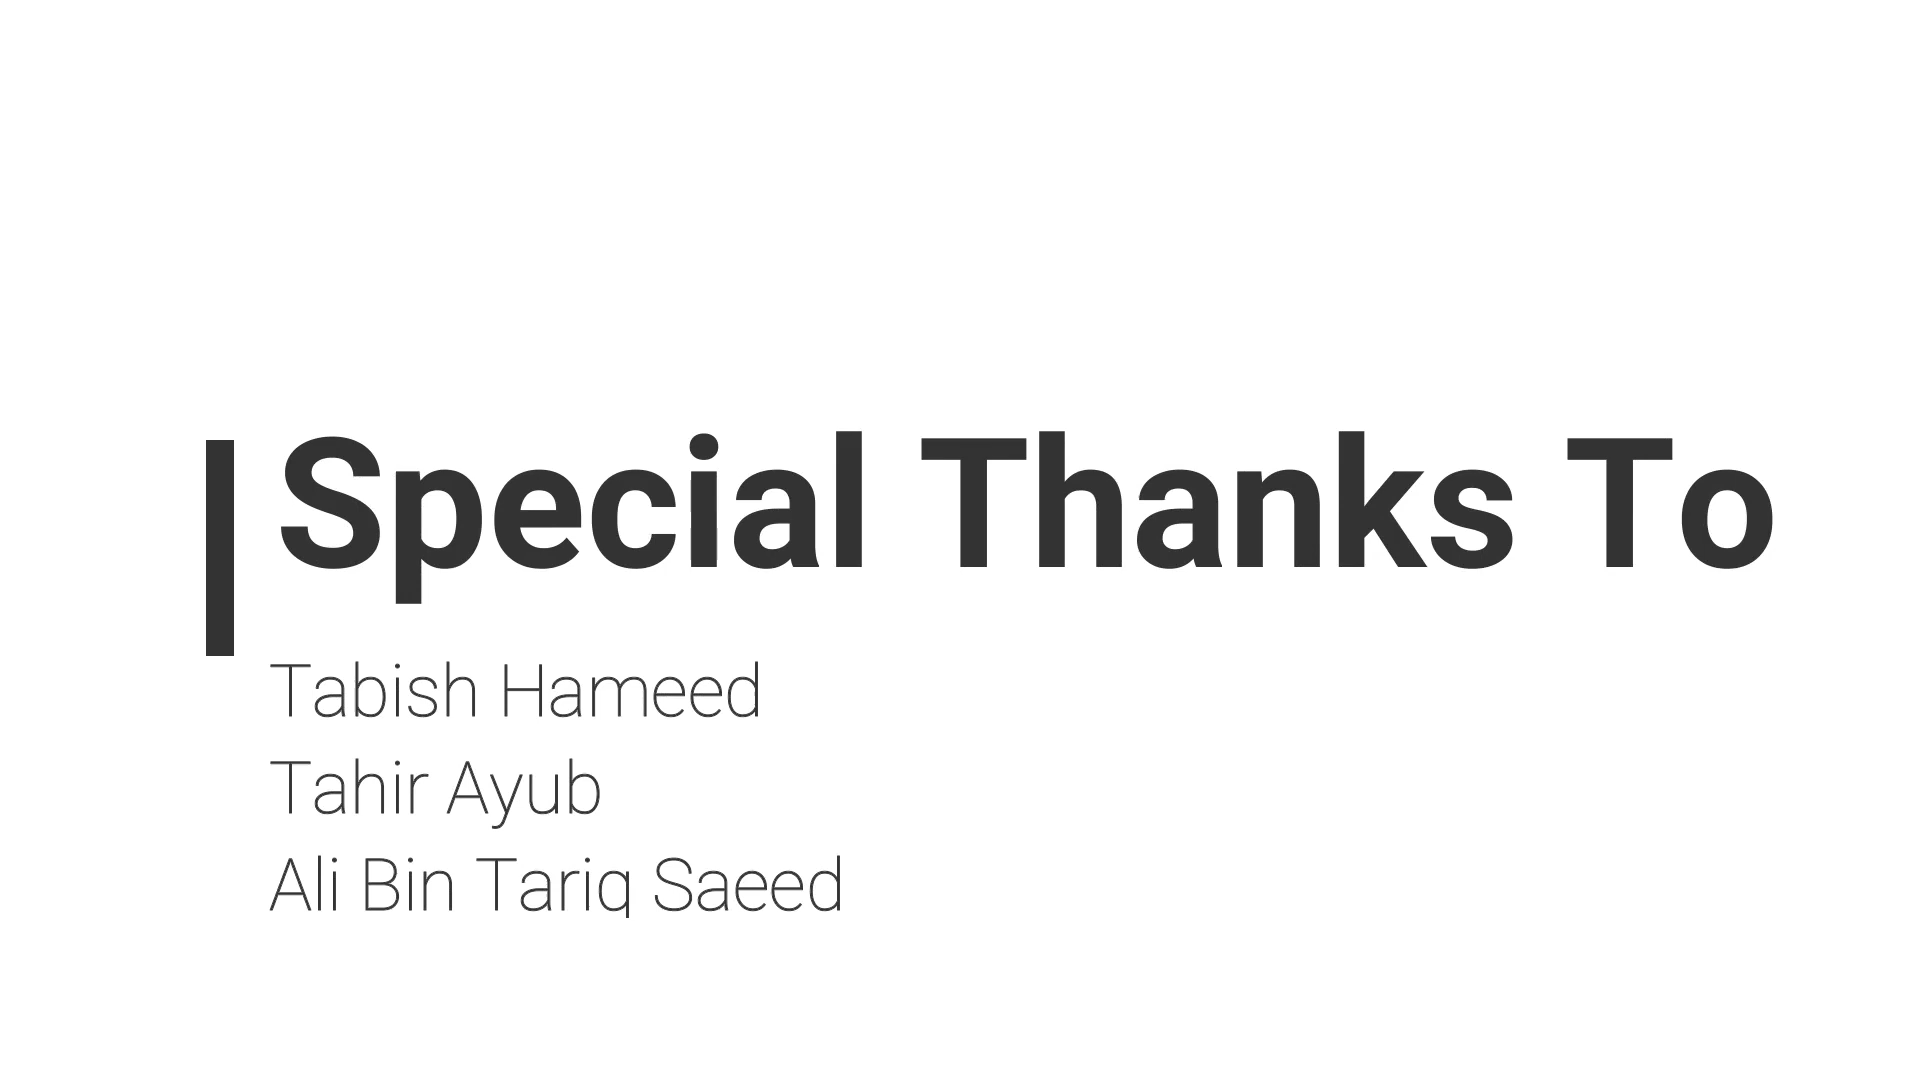 Special Thanks To
Tabish Hameed
Tahir Ayub
Ali Bin Tariq Saeed